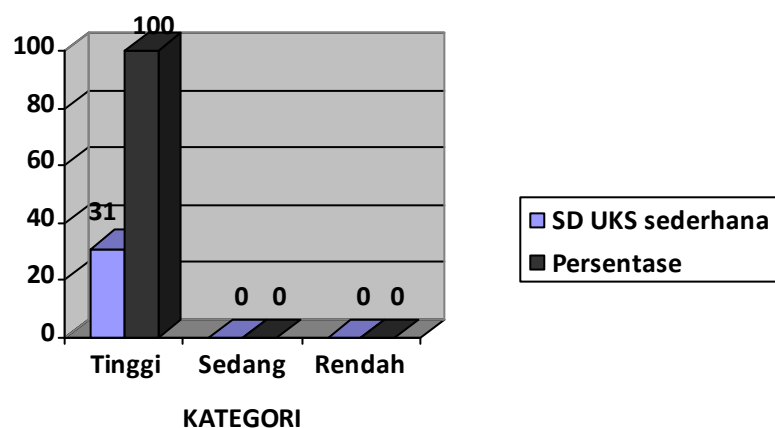 100
100
80
60
40
31
20
0 0 0 0
0
Tinggi Sedang Rendah
KATEGORI
SD UKS sederhana
Persentase